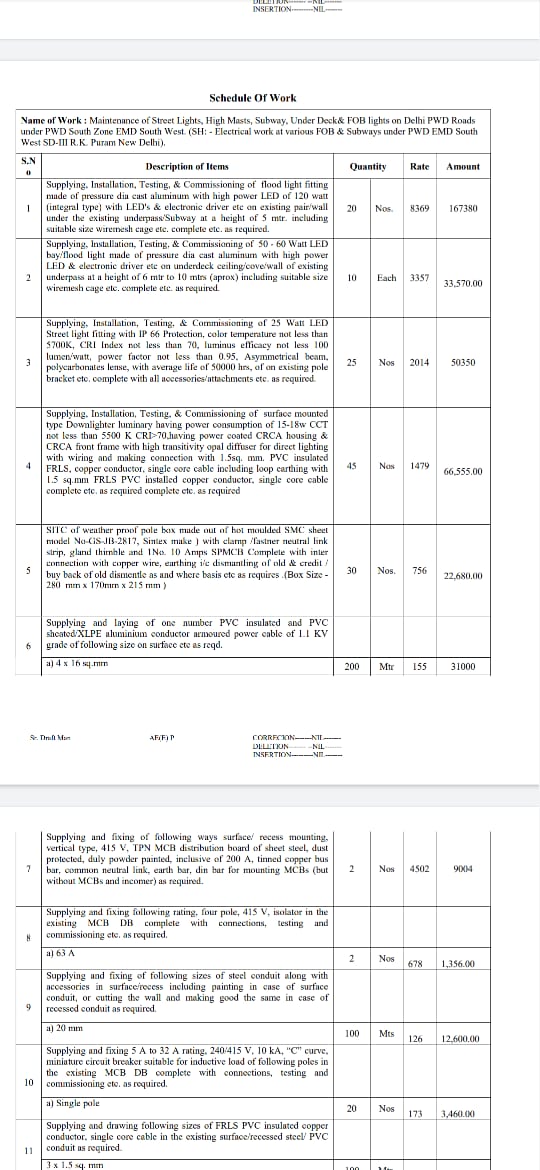 DELETION--------NIL-------
INSERTION---------NIL-------
Schedule Of Work
Name of Work : Maintenance of Street Lights, High Masts, Subway, Under Deck& FOB lights on Delhi PWD Roads
under PWD South Zone EMD South West. (SH: - Electrical work at various FOB & Subways under PWD EMD South
West SD-III R.K. Puram New Delhi).
S.N
o
Description of Items Quantity Rate Amount
Supplying, Installation, Testing, & Commissioning of flood light fitting
made of pressure dia cast aluminum with high power LED of 120 watt
1 (integral type) with LED's & electronic driver etc on existing pair/wall 20 Nos. 8369 167380
under the existing underpass/Subway at a height of 5 mtr. including
suitable size wiremesh cage etc. complete etc. as required.
Supplying, Installation, Testing, & Commissioning of 50 - 60 Watt LED
bay/flood light made of pressure dia cast aluminum with high power
LED & electronic driver etc on underdeck ceiling/cove/wall of existing
2 underpass at a height of 6 mtr to 10 mtrs (aprox) including suitable size 10 Each 3357 33,570.00
wiremesh cage etc. complete etc. as required.
Supplying, Installation, Testing, & Commissioning of 25 Watt LED
Street light fitting with IP 66 Protection, color temperature not less than
5700K, CRI Index not less than 70, luminus efficacy not less 100
3 lumen/watt, power factor not less than 0.95, Asymmetrical beam, 25 Nos 2014 50350
polycarbonates lense, with average life of 50000 hrs, of on existing pole
bracket etc. complete with all accessories/attachments etc. as required.
Supplying, Installation, Testing, & Commissioning of surface mounted
type Downlighter luminary having power consumption of 15-18w CCT
not less than 5500 K CRI>70,having power coated CRCA housing &
CRCA front frame with high transitivity opal diffuser for direct lighting
4 with wiring and making connection with 1.5sq. mm. PVC insulated 45 Nos 1479 66,555.00
FRLS, copper conductor, single core cable including loop earthing with
1.5 sq.mm FRLS PVC installed copper conductor, single core cable
complete etc. as required complete etc. as required
SITC of weather proof pole box made out of hot moulded SMC sheet
model No-GS-JB-2817, Sintex make ) with clamp /fastner neutral link
strip, gland thimble and 1No. 10 Amps SPMCB Complete with inter
5 connection with copper wire, earthing i/c dismantling of old & credit / 30 Nos. 756 22,680.00
buy back of old dismentle as and where basis etc as requires .(Box Size -
280 mm x 170mm x 215 mm )
Supplying and laying of one number PVC insulated and PVC
sheated/XLPE aluminium conductor armoured power cable of 1.1 KV
6 grade of following size on surface etc as reqd.
a) 4 x 16 sq.mm 200 Mtr 155 31000
Sr. Draft Man AE(E) P CORRECION-------NIL-------
DELETION------- -NIL------
INSERTION---------NIL-------
Supplying and fixing of following ways surface/ recess mounting,
vertical type, 415 V, TPN MCB distribution board of sheet steel, dust
protected, duly powder painted, inclusive of 200 A, tinned copper bus
7 bar, common neutral link, earth bar, din bar for mounting MCBs (but 2 Nos 4502 9004
without MCBs and incomer) as required.
Supplying and fixing following rating, four pole, 415 V, isolator in the
existing MCB DB complete with connections, testing and
8 commissioning etc. as required.
a) 63 A 2 Nos 678 1,356.00
Supplying and fixing of following sizes of steel conduit along with
accessories in surface/recess including painting in case of surface
conduit, or cutting the wall and making good the same in case of
9 recessed conduit as required.
a) 20 mm 100 Mts 126 12,600.00
Supplying and fixing 5 A to 32 A rating, 240/415 V, 10 kA, "C" curve,
miniature circuit breaker suitable for inductive load of following poles in
the existing MCB DB complete with connections, testing and
10 commissioning etc. as required.
a) Single pole 20 Nos 173 3,460.00
Supplying and drawing following sizes of FRLS PVC insulated copper
conductor, single core cable in the existing surface/recessed steel/ PVC
11 conduit as required.
3 x 1.5 sq. mm